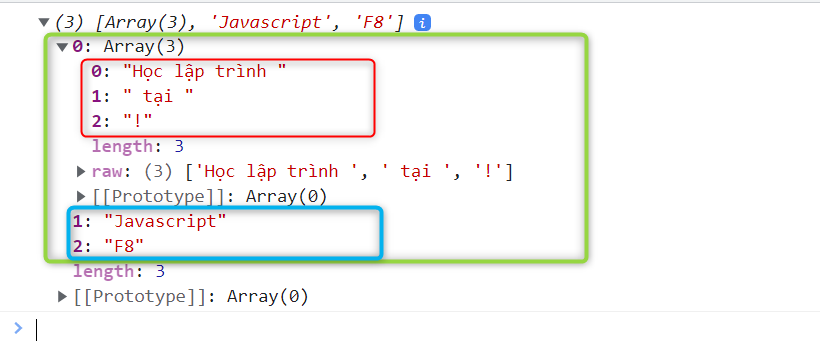 ▼(3) [Array(3), 'Javascript', 'F8'] i
▼0: Array(3)
0: "Học lập trình "
1: " tại "
2: "!"
length: 3
▶raw: (3) ['Học lập trình ', ' tại ', '!']
▶[[Prototype]]: Array(0)
1: "Javascript"
2: "F8"
length: 3
▶[[Prototype]]: Array(0)
>